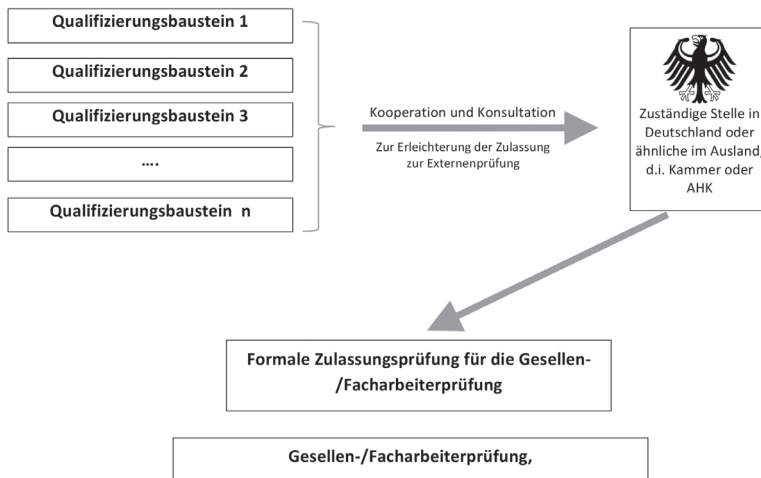 Qualifizierungsbaustein 1
Qualifizierungsbaustein 2
Qualifizierungsbaustein 3
....
Qualifizierungsbaustein n
Kooperation und Konsultation
Zur Erleichterung der Zulassung
zur Externenprüfung
Zuständige Stelle in
Deutschland oder
ähnliche im Ausland,
d.i. Kammer oder
AHK
Formale Zulassungsprüfung für die Gesellen-
/Facharbeiterprüfung
Gesellen-/Facharbeiterprüfung,